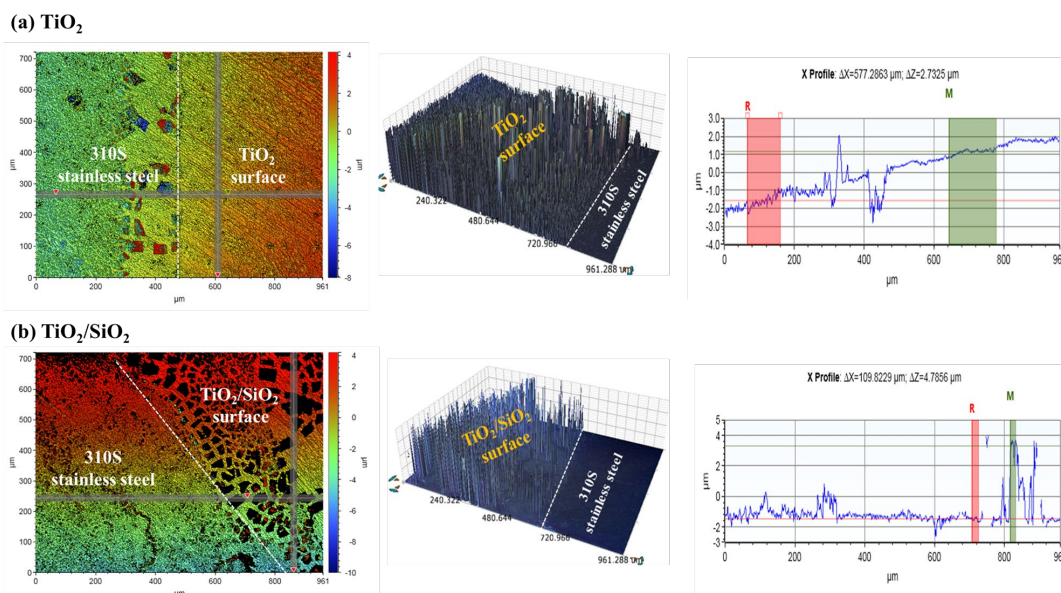 (a) TiO2
700
600
500
400
300
200
100
0
µm
0 200 400 600 800 961
µm
310S
stainless steel
TiO2
surface
4
2
0
-2
-4
-6
-8
TiO2
surface
310S
stainless steel
240.322
480.644
720.966
961.288
X Profile: ΔX=577.2863 µm; ΔZ=2.7325 µm
R
M
3.0
2.0
1.0
-0.0
-1.0
-2.0
-3.0
-4.0
µm
0 200 400 600 800 96
µm
(b) TiO2/SiO2
700
600
500
400
300
200
100
0
µm
0 200 400 600 800 961
µm
TiO2/SiO2
surface
310S
stainless steel
4
2
0
-2
-4
-6
-8
-10
TiO2/SiO2
surface
310S
stainless steel
240.322
480.644
720.966
961.288 µm
X Profile: ΔX=109.8229 µm; ΔZ=4.7856 µm
R
M
5
4
2
0
-2
-3
µm
0 200 400 600 800 96
µm